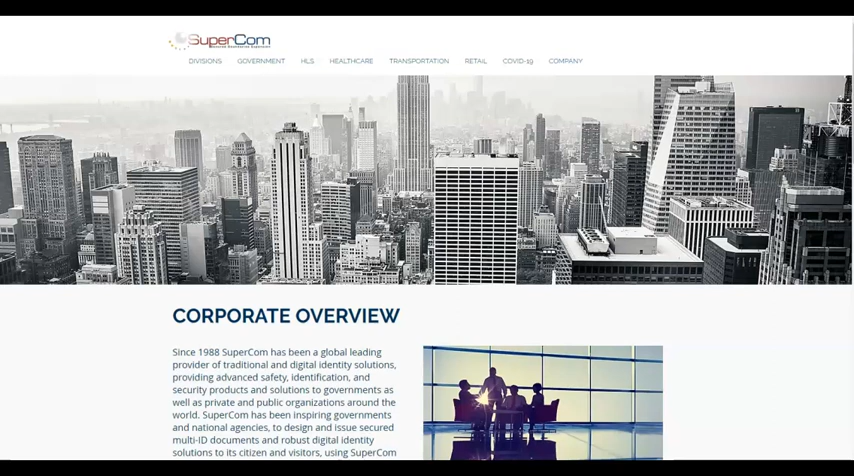 SuperCom
DIVISIONS GOVERNMENT HLS HEALTHCARE TRANSPORTATION RETAIL COVID-19 COMPANY
CORPORATE OVERVIEW
Since 1988 SuperCom has been a global leading
provider of traditional and digital identity solutions,
providing advanced safety, identification, and
security products and solutions to governments as
well as private and public organizations around the
world. SuperCom has been inspiring governments
and national agencies, to design and issue secured
multi-ID documents and robust digital identity
solutions to its citizen and visitors, using SuperCom